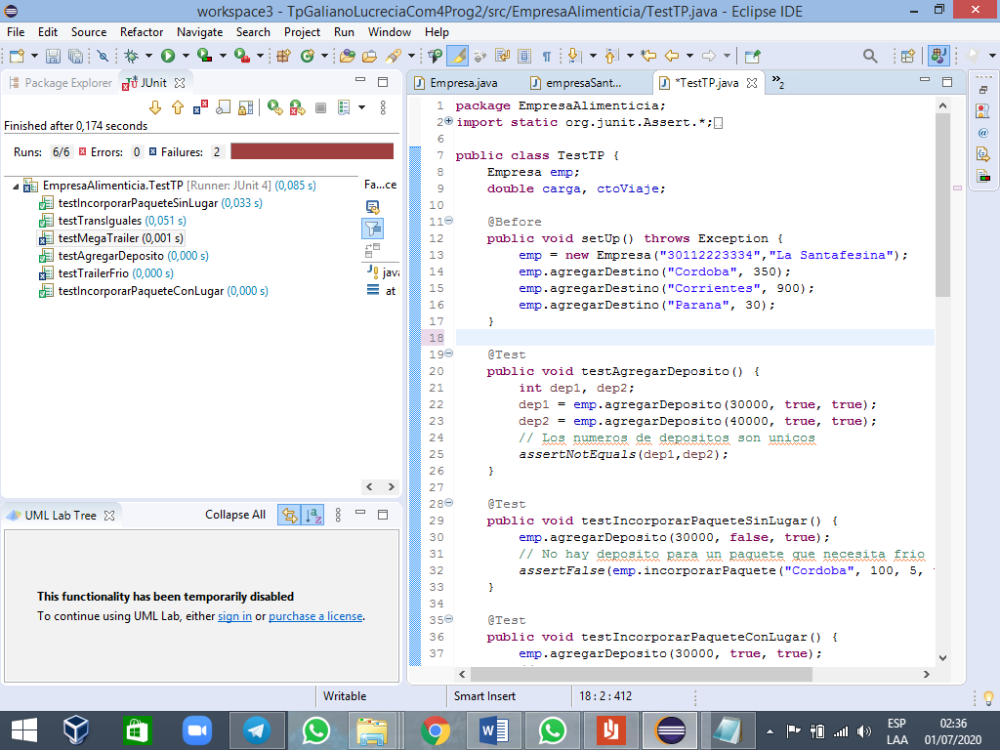 workspace3 - TpGalianoLucreciaCom4Prog2/src/EmpresaAlimenticia/TestTP.java - Eclipse IDE
File Edit Source Refactor Navigate Search Project Run Window Help
Package Explorer JUnit
Finished after 0,174 seconds
Runs: 6/6 Errors: 0 Failures: 2
EmpresaAlimenticia.TestTP [Runner: JUnit 4] (0,085 s)
testIncorporarPaqueteSinLugar (0,033 s)
testTransIguales (0,051 s)
testMegaTrailer (0,001 s)
testAgregarDeposito (0,000 s)
testTrailerFrio (0,000 s)
testIncorporarPaqueteConLugar (0,000 s)
Fa...ce
java
at
UML Lab Tree Collapse All
This functionality has been temporarily disabled
To continue using UML Lab, either sign in or purchase a license.
Empresa.java empresaSant... *TestTP.java »2
1 package EmpresaAlimenticia;
2 import static org.junit.Assert.*;
6
7 public class TestTP {
8 Empresa emp;
9 double carga, ctoViaje;
10
11 @Before
12 public void setUp() throws Exception {
13 emp = new Empresa("30112223334","La Santafesina");
14 emp.agregarDestino("Cordoba", 350);
15 emp.agregarDestino("Corrientes", 900);
16 emp.agregarDestino("Parana", 30);
17 }
18
19 @Test
20 public void testAgregarDeposito() {
21 int dep1, dep2;
22 dep1 = emp.agregarDeposito(30000, true, true);
23 dep2 = emp.agregarDeposito(40000, true, true);
24 // Los numeros de depositos son unicos
25 assertNotEquals(dep1,dep2);
26 }
27
28 @Test
29 public void testIncorporarPaqueteSinLugar() {
30 emp.agregarDeposito(30000, false, true);
31 // No hay deposito para un paquete que necesita frio
32 assertFalse(emp.incorporarPaquete("Cordoba", 100, 5,
33 }
34
35 @Test
36 public void testIncorporarPaqueteConLugar() {
37 emp.agregarDeposito(30000, true, true);
Writable Smart Insert 18 : 2 : 412
ESP
LAA
02:36
01/07/2020